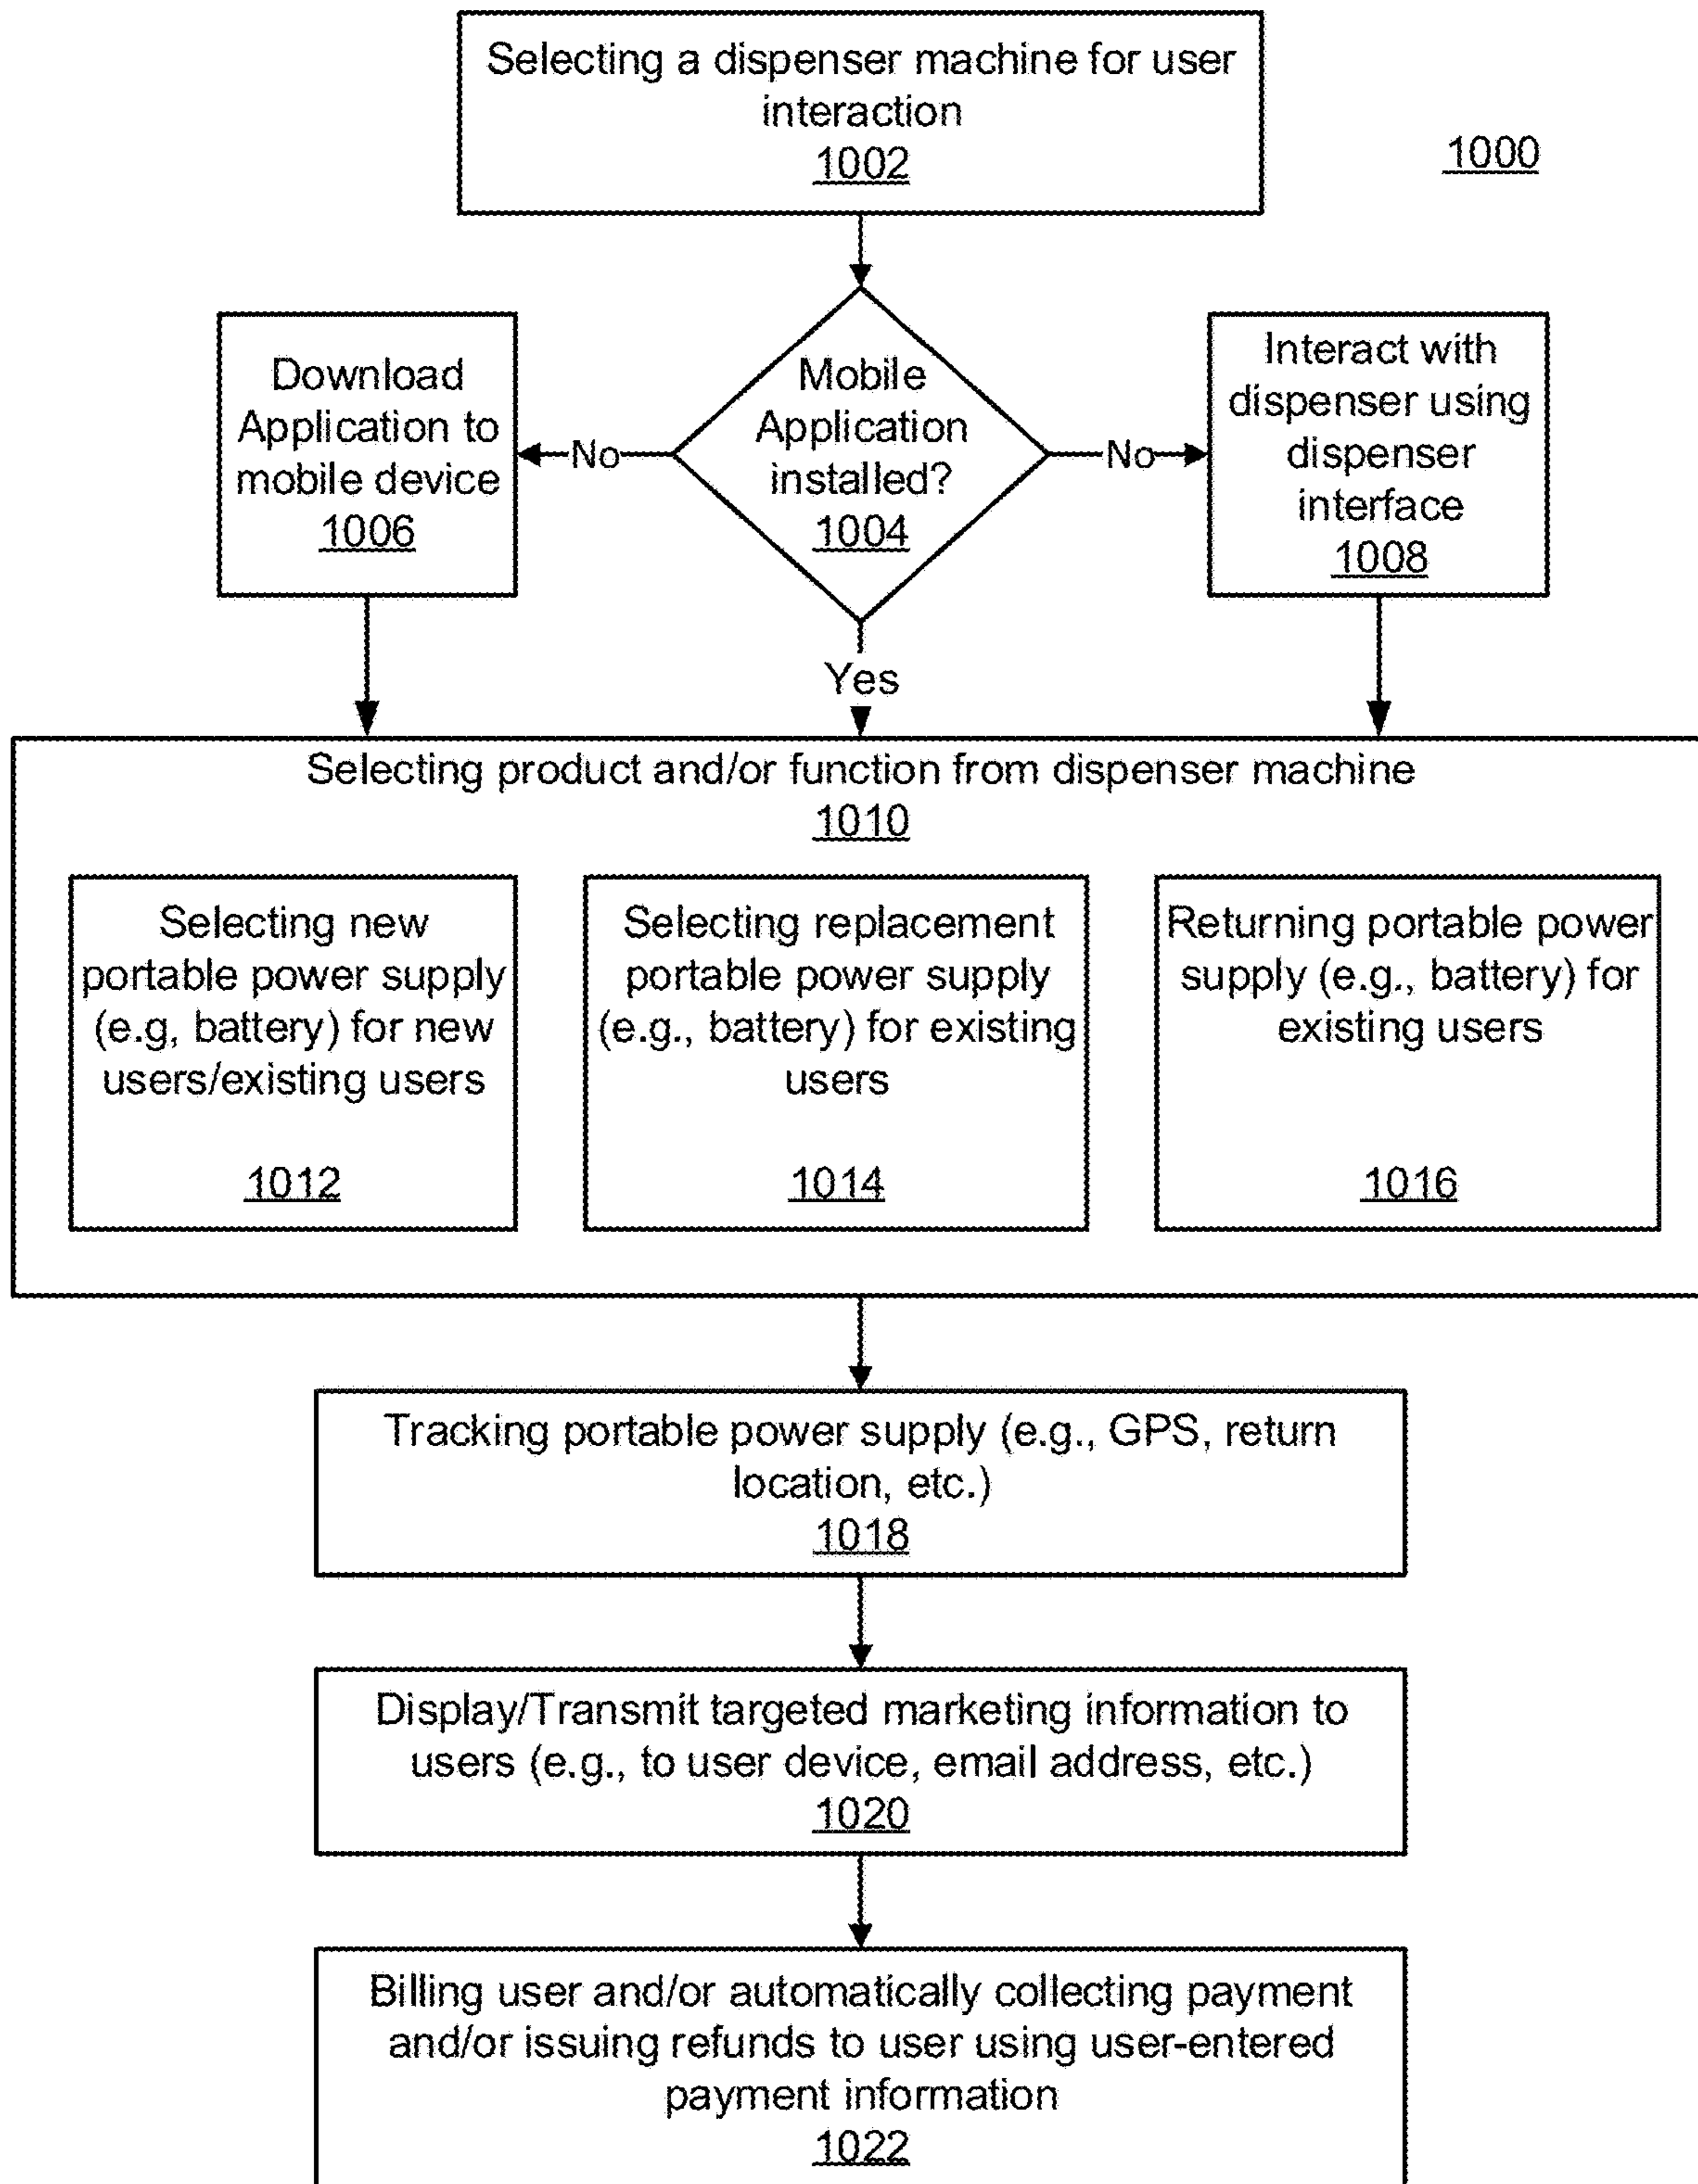 Selecting a dispenser machine for user
interaction
1002
1000
Download
Application to
mobile device
1006
No
Mobile
Application
installed?
1004
No
Interact with
dispenser using
dispenser
interface
1008
Yes
Selecting product and/or function from dispenser machine
1010
Selecting new
portable power supply
(e.g, battery) for new
users/existing users
1012
Selecting replacement
portable power supply
(e.g., battery) for existing
users
1014
Returning portable power
supply (e.g., battery) for
existing users
1016
Tracking portable power supply (e.g., GPS, return
location, etc.)
1018
Display/Transmit targeted marketing information to
users (e.g., to user device, email address, etc.)
1020
Billing user and/or automatically collecting payment
and/or issuing refunds to user using user-entered
payment information
1022